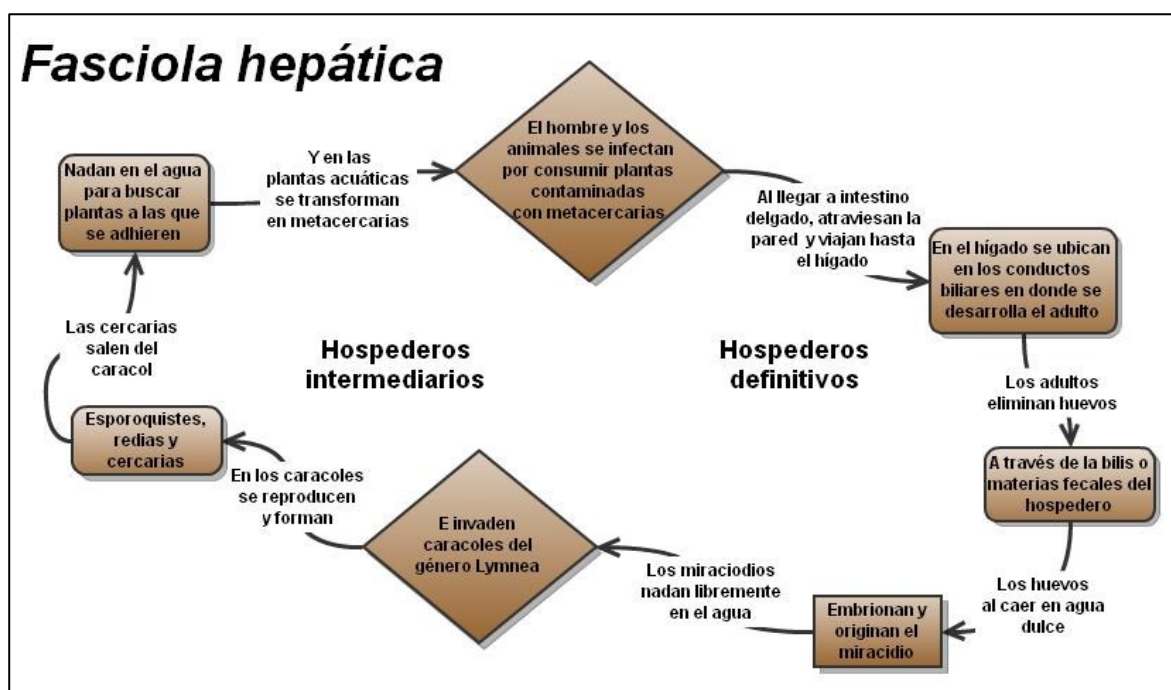 Fasciola hepática
El hombre y los
animales se infectan
por consumir plantas
contaminadas
con metacercarias
Al llegar a intestino
delgado, atraviesan la
pared y viajan hasta
el hígado
En el hígado se ubican
en los conductos
biliares en donde se
desarrolla el adulto
Los adultos
eliminan huevos
A través de la bilis o
materias fecales del
hospedero
Los huevos
al caer en agua
dulce
Embrionan y
originan el
miracidio
Los miraciodios
nadan libremente
en el agua
E invaden
caracoles del
género Lymnea
En los caracoles
se reproducen
y forman
Esporoquistes,
redias y
cercarias
Las cercarias
salen del
caracol
Nadan en el agua
para buscar
plantas a las que
se adhieren
Y en las
plantas acuáticas
se transforman
en metacercarias
Hospederos
intermediarios
Hospederos
definitivos